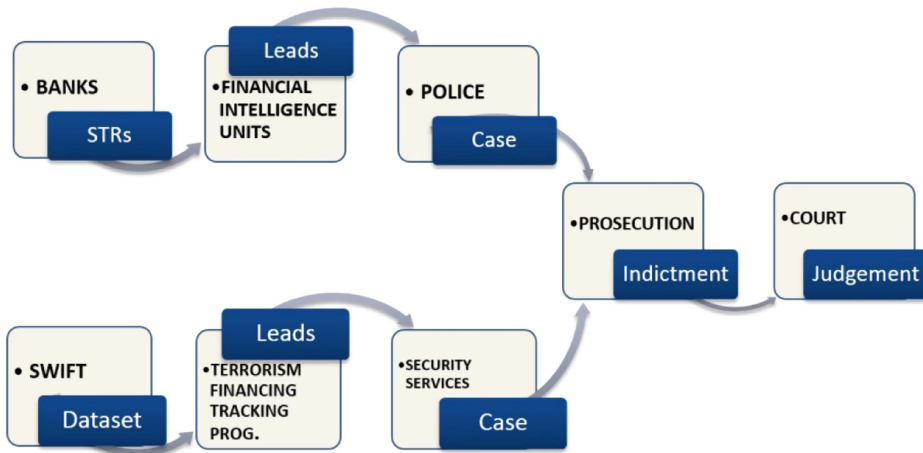 • BANKS
STRs
Leads
•FINANCIAL
INTELLIGENCE
UNITS
• POLICE
Case
•PROSECUTION
Indictment
•COURT
Judgement
• SWIFT
Dataset
Leads
•TERRORISM
FINANCING
TRACKING
PROG.
•SECURITY
SERVICES
Case